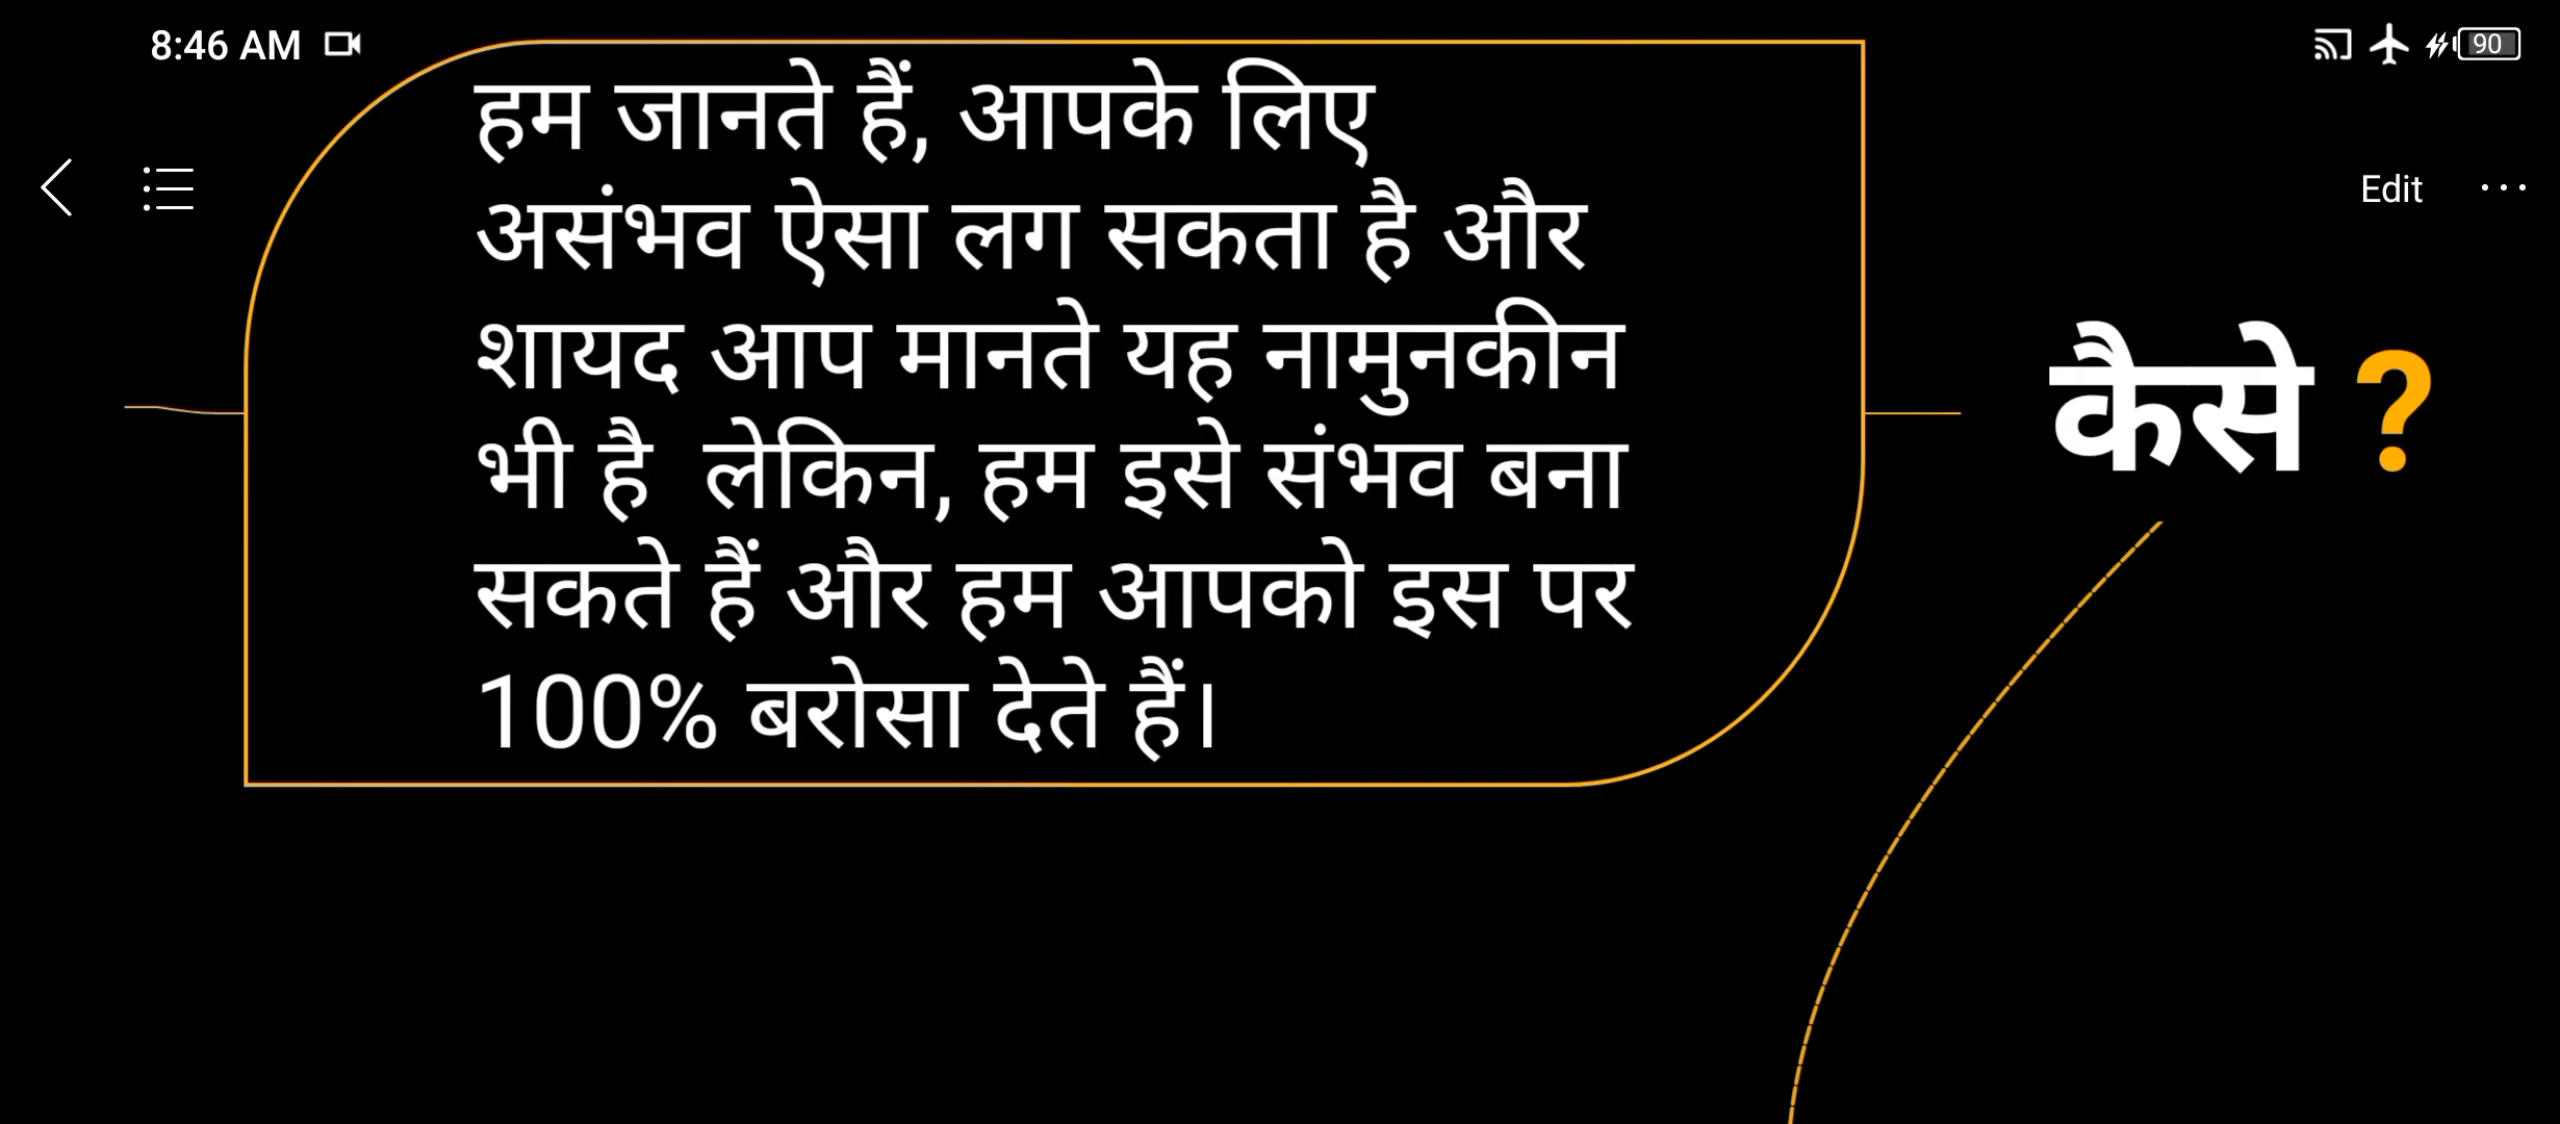 8:46 AM
90
Edit
हम जानते हैं, आपके लिए
असंभव ऐसा लग सकता है और
शायद आप मानते यह नामुनकीन
भी है  लेकिन, हम इसे संभव बना
सकते हैं और हम आपको इस पर
100% बरोसा देते हैं।
कैसे ?